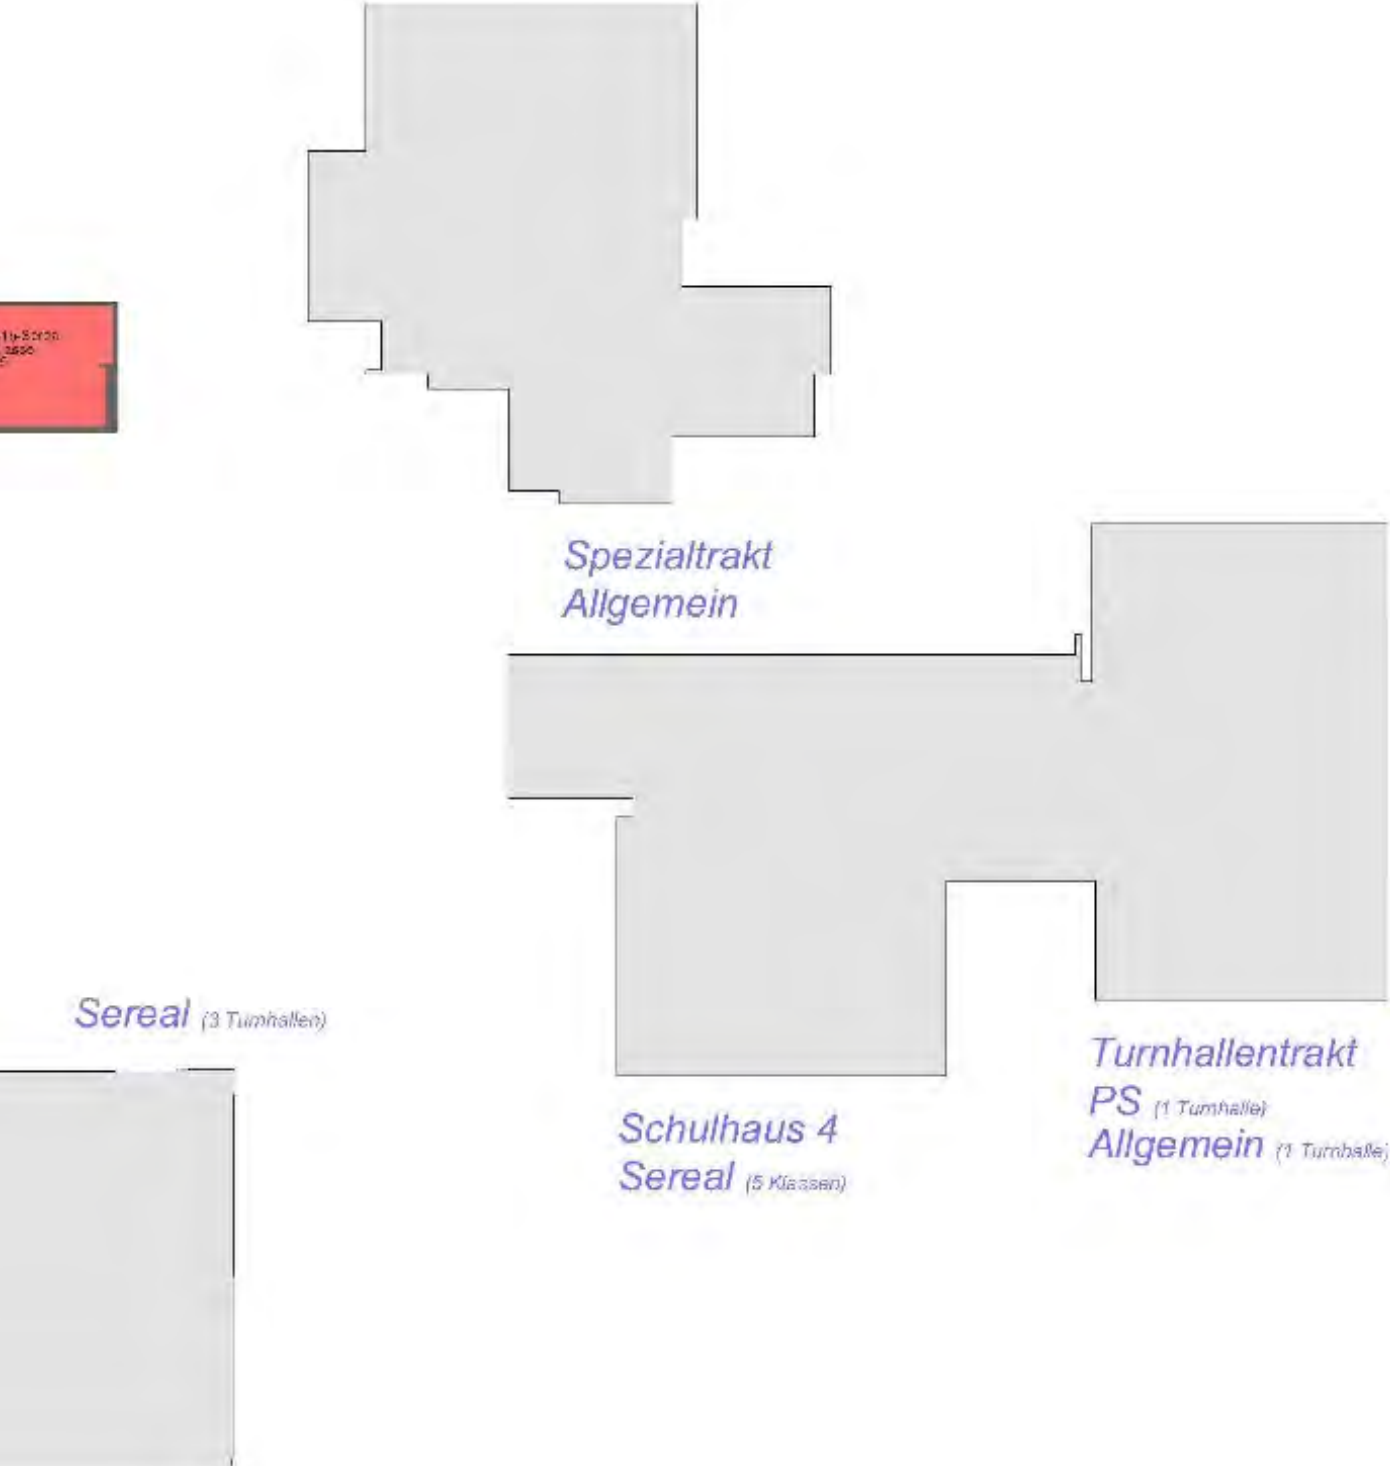 Spezialtrakt
Allgemein
Sereal (3 Turnhallen)
Turnhallentrakt
PS (1 Turnhalle)
Allgemein (1 Turnhalle)
Schulhaus 4
Sereal (5 Klassen)